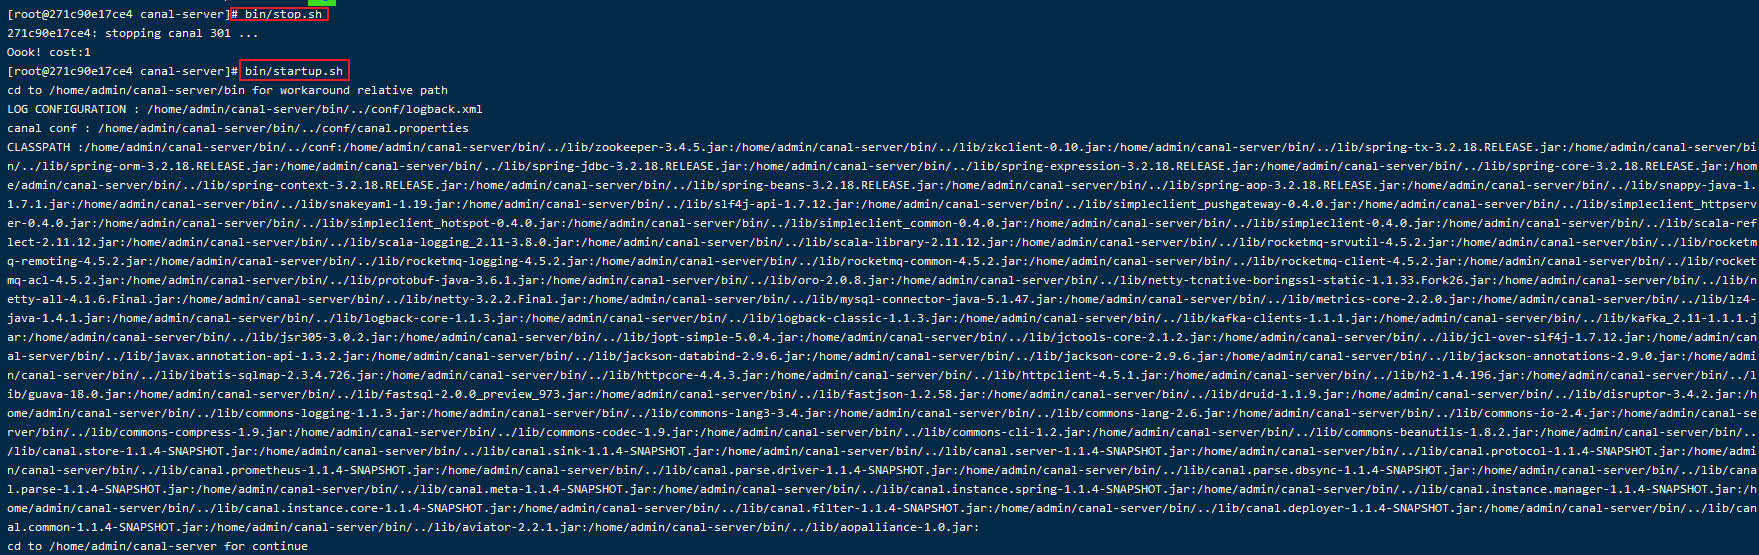 [root@271c90e17ce4 canal-server]# bin/stop.sh
271c90e17ce4: stopping canal 301 ...
Oook! cost:1
[root@271c90e17ce4 canal-server]# bin/startup.sh
cd to /home/admin/canal-server/bin for workaround relative path
LOG CONFIGURATION : /home/admin/canal-server/bin/../conf/logback.xml
canal conf : /home/admin/canal-server/bin/../conf/canal.properties
CLASSPATH :/home/admin/canal-server/bin/../conf:/home/admin/canal-server/bin/../lib/zookeeper-3.4.5.jar:/home/admin/canal-server/bin/../lib/zkclient-0.10.jar:/home/admin/canal-server/bin/../lib/spring-tx-3.2.18.RELEASE.jar:/home/admin/canal-server/bi
n/../lib/spring-orm-3.2.18.RELEASE.jar:/home/admin/canal-server/bin/../lib/spring-jdbc-3.2.18.RELEASE.jar:/home/admin/canal-server/bin/../lib/spring-expression-3.2.18.RELEASE.jar:/home/admin/canal-server/bin/../lib/spring-core-3.2.18.RELEASE.jar:/hom
e/admin/canal-server/bin/../lib/spring-context-3.2.18.RELEASE.jar:/home/admin/canal-server/bin/../lib/spring-beans-3.2.18.RELEASE.jar:/home/admin/canal-server/bin/../lib/spring-aop-3.2.18.RELEASE.jar:/home/admin/canal-server/bin/../lib/snappy-java-1.
1.7.1.jar:/home/admin/canal-server/bin/../lib/snakeyaml-1.19.jar:/home/admin/canal-server/bin/../lib/slf4j-api-1.7.12.jar:/home/admin/canal-server/bin/../lib/simpleclient_pushgateway-0.4.0.jar:/home/admin/canal-server/bin/../lib/simpleclient_httpserv
er-0.4.0.jar:/home/admin/canal-server/bin/../lib/simpleclient_hotspot-0.4.0.jar:/home/admin/canal-server/bin/../lib/simpleclient_common-0.4.0.jar:/home/admin/canal-server/bin/../lib/simpleclient-0.4.0.jar:/home/admin/canal-server/bin/../lib/scala-ref
lect-2.11.12.jar:/home/admin/canal-server/bin/../lib/scala-logging_2.11-3.8.0.jar:/home/admin/canal-server/bin/../lib/scala-library-2.11.12.jar:/home/admin/canal-server/bin/../lib/rocketmq-srvutil-4.5.2.jar:/home/admin/canal-server/bin/../lib/rocketm
q-remoting-4.5.2.jar:/home/admin/canal-server/bin/../lib/rocketmq-logging-4.5.2.jar:/home/admin/canal-server/bin/../lib/rocketmq-common-4.5.2.jar:/home/admin/canal-server/bin/../lib/rocketmq-client-4.5.2.jar:/home/admin/canal-server/bin/../lib/rocket
mq-acl-4.5.2.jar:/home/admin/canal-server/bin/../lib/protobuf-java-3.6.1.jar:/home/admin/canal-server/bin/../lib/oro-2.0.8.jar:/home/admin/canal-server/bin/../lib/netty-tcnative-boringssl-static-1.1.33.Fork26.jar:/home/admin/canal-server/bin/../lib/n
etty-all-4.1.6.Final.jar:/home/admin/canal-server/bin/../lib/netty-3.2.2.Final.jar:/home/admin/canal-server/bin/../lib/mysql-connector-java-5.1.47.jar:/home/admin/canal-server/bin/../lib/metrics-core-2.2.0.jar:/home/admin/canal-server/bin/../lib/lz4-
java-1.4.1.jar:/home/admin/canal-server/bin/../lib/logback-core-1.1.3.jar:/home/admin/canal-server/bin/../lib/logback-classic-1.1.3.jar:/home/admin/canal-server/bin/../lib/kafka-clients-1.1.1.jar:/home/admin/canal-server/bin/../lib/kafka_2.11-1.1.1.j
ar:/home/admin/canal-server/bin/../lib/jsr305-3.0.2.jar:/home/admin/canal-server/bin/../lib/jopt-simple-5.0.4.jar:/home/admin/canal-server/bin/../lib/jctools-core-2.1.2.jar:/home/admin/canal-server/bin/../lib/jcl-over-slf4j-1.7.12.jar:/home/admin/can
al-server/bin/../lib/javax.annotation-api-1.3.2.jar:/home/admin/canal-server/bin/../lib/jackson-databind-2.9.6.jar:/home/admin/canal-server/bin/../lib/jackson-core-2.9.6.jar:/home/admin/canal-server/bin/../lib/jackson-annotations-2.9.0.jar:/home/admi
n/canal-server/bin/../lib/ibatis-sqlmap-2.3.4.726.jar:/home/admin/canal-server/bin/../lib/httpcore-4.4.3.jar:/home/admin/canal-server/bin/../lib/httpclient-4.5.1.jar:/home/admin/canal-server/bin/../lib/h2-1.4.196.jar:/home/admin/canal-server/bin/../l
ib/guava-18.0.jar:/home/admin/canal-server/bin/../lib/fastsql-2.0.0_preview_973.jar:/home/admin/canal-server/bin/../lib/fastjson-1.2.58.jar:/home/admin/canal-server/bin/../lib/druid-1.1.9.jar:/home/admin/canal-server/bin/../lib/disruptor-3.4.2.jar:/h
ome/admin/canal-server/bin/../lib/commons-logging-1.1.3.jar:/home/admin/canal-server/bin/../lib/commons-lang3-3.4.jar:/home/admin/canal-server/bin/../lib/commons-lang-2.6.jar:/home/admin/canal-server/bin/../lib/commons-io-2.4.jar:/home/admin/canal-se
rver/bin/../lib/commons-compress-1.9.jar:/home/admin/canal-server/bin/../lib/commons-codec-1.9.jar:/home/admin/canal-server/bin/../lib/commons-cli-1.2.jar:/home/admin/canal-server/bin/../lib/commons-beanutils-1.8.2.jar:/home/admin/canal-server/bin/..
/lib/canal.store-1.1.4-SNAPSHOT.jar:/home/admin/canal-server/bin/../lib/canal.sink-1.1.4-SNAPSHOT.jar:/home/admin/canal-server/bin/../lib/canal.server-1.1.4-SNAPSHOT.jar:/home/admin/canal-server/bin/../lib/canal.protocol-1.1.4-SNAPSHOT.jar:/home/admi
n/canal-server/bin/../lib/canal.prometheus-1.1.4-SNAPSHOT.jar:/home/admin/canal-server/bin/../lib/canal.parse.driver-1.1.4-SNAPSHOT.jar:/home/admin/canal-server/bin/../lib/canal.parse.dbsync-1.1.4-SNAPSHOT.jar:/home/admin/canal-server/bin/../lib/cana
l.parse-1.1.4-SNAPSHOT.jar:/home/admin/canal-server/bin/../lib/canal.meta-1.1.4-SNAPSHOT.jar:/home/admin/canal-server/bin/../lib/canal.instance.spring-1.1.4-SNAPSHOT.jar:/home/admin/canal-server/bin/../lib/canal.instance.manager-1.1.4-SNAPSHOT.jar:/h
ome/admin/canal-server/bin/../lib/canal.instance.core-1.1.4-SNAPSHOT.jar:/home/admin/canal-server/bin/../lib/canal.filter-1.1.4-SNAPSHOT.jar:/home/admin/canal-server/bin/../lib/canal.deployer-1.1.4-SNAPSHOT.jar:/home/admin/canal-server/bin/../lib/can
al.common-1.1.4-SNAPSHOT.jar:/home/admin/canal-server/bin/../lib/aviator-2.2.1.jar:/home/admin/canal-server/bin/../lib/aopalliance-1.0.jar:
cd to /home/admin/canal-server for continue